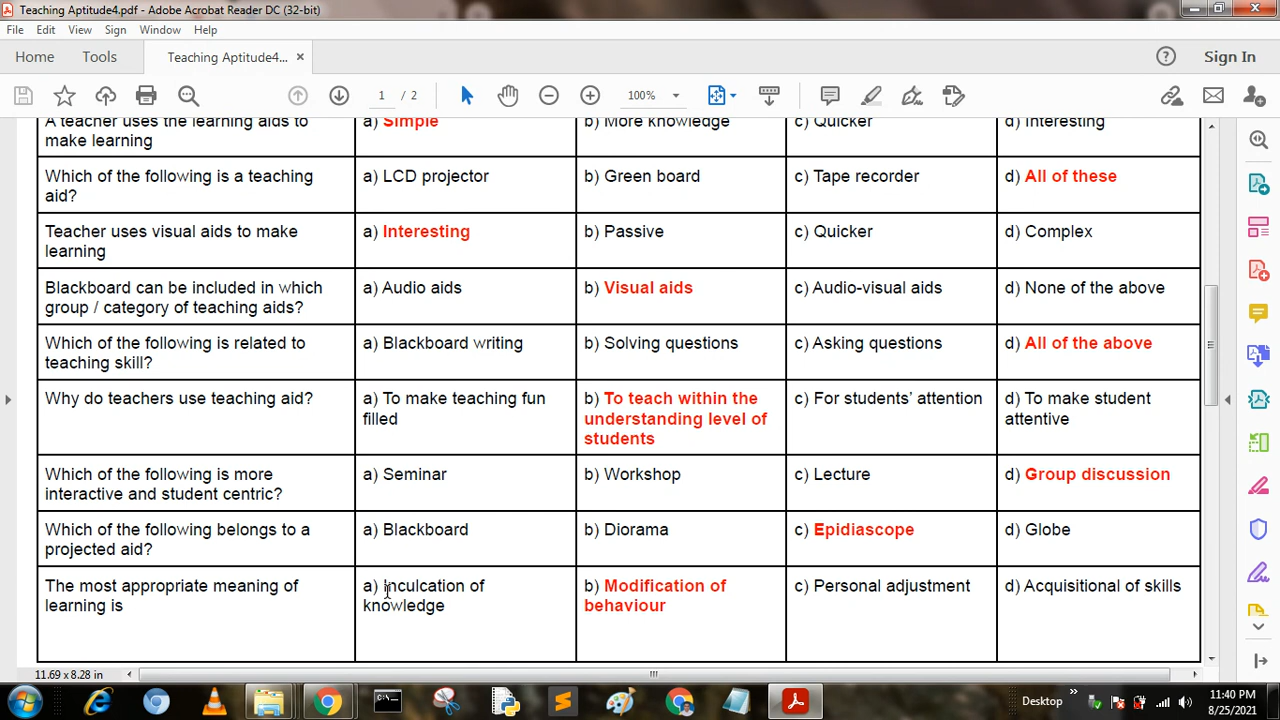 Teaching Aptitude4.pdf - Adobe Acrobat Reader DC (32-bit)
File Edit View Sign Window Help
Home Tools Teaching Aptitude4... × Sign In
1 / 2 100%
A teacher uses the learning aids to
make learning
a) Simple
b) More knowledge
c) Quicker
d) Interesting
Which of the following is a teaching
aid?
a) LCD projector
b) Green board
c) Tape recorder
d) All of these
Teacher uses visual aids to make
learning
a) Interesting
b) Passive
c) Quicker
d) Complex
Blackboard can be included in which
group / category of teaching aids?
a) Audio aids
b) Visual aids
c) Audio-visual aids
d) None of the above
Which of the following is related to
teaching skill?
a) Blackboard writing
b) Solving questions
c) Asking questions
d) All of the above
Why do teachers use teaching aid?
a) To make teaching fun
filled
b) To teach within the
understanding level of
students
c) For students’ attention
d) To make student
attentive
Which of the following is more
interactive and student centric?
a) Seminar
b) Workshop
c) Lecture
d) Group discussion
Which of the following belongs to a
projected aid?
a) Blackboard
b) Diorama
c) Epidiascope
d) Globe
The most appropriate meaning of
learning is
a) Inculcation of
knowledge
b) Modification of
behaviour
c) Personal adjustment
d) Acquisitional of skills
11.69 x 8.28 in
Desktop
11:40 PM
8/25/2021